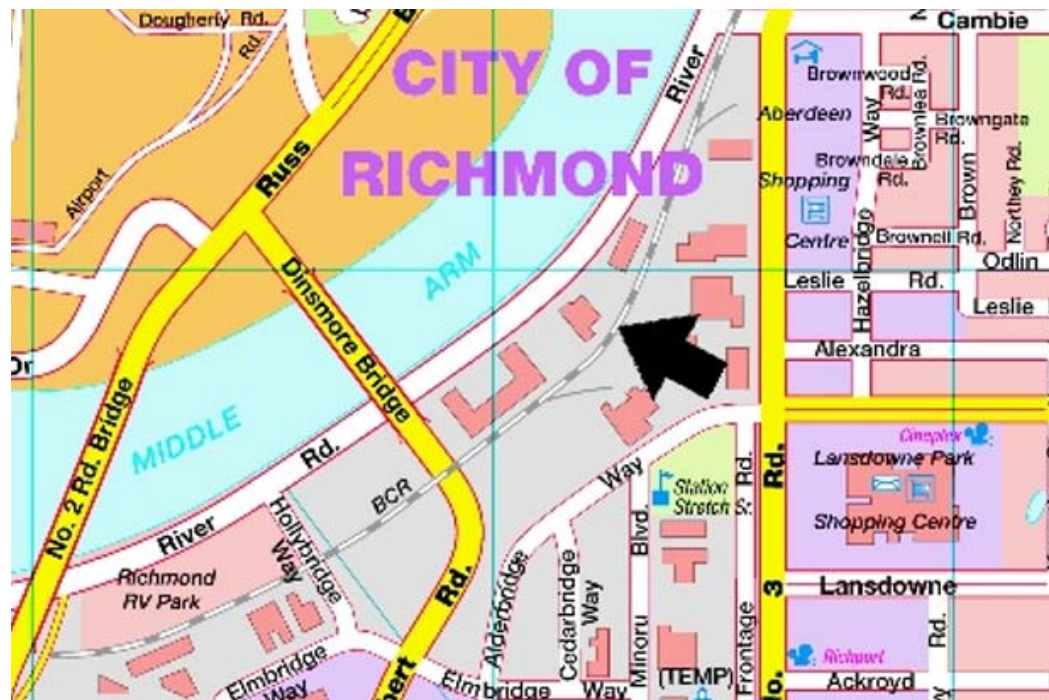 Dougherty Rd.
Rd.
Airport
Russ
CITY OF
RICHMOND
River
Cambie
Brownwood
Rd.
Brownlea Rd.
Aberdeen
Way
Browngate
Rd.
Browndale
Rd.
Shopping
Centre
Brown
Northey Rd.
Brownell Rd.
Hazelbridge
Odlin
Leslie Rd.
Leslie
Alexandra
ARM
MIDDLE
Dinsmore Bridge
No. 2 Rd. Bridge
Dr
Rd.
River
BCR
Hollybridge
Way
Richmond
RV Park
Way
Station
Stretch
Rd.
Rd.
Cineplex
Lansdowne Park
Shopping Centre
Blvd.
Minoru
Alderbridge
Cedarbridge
Way
Rd.
3
Lansdowne
Rd.
Frontage
Richport
Ackroyd
(TEMP)
No.
Elmbridge
Way
Elmbridge Way
bert